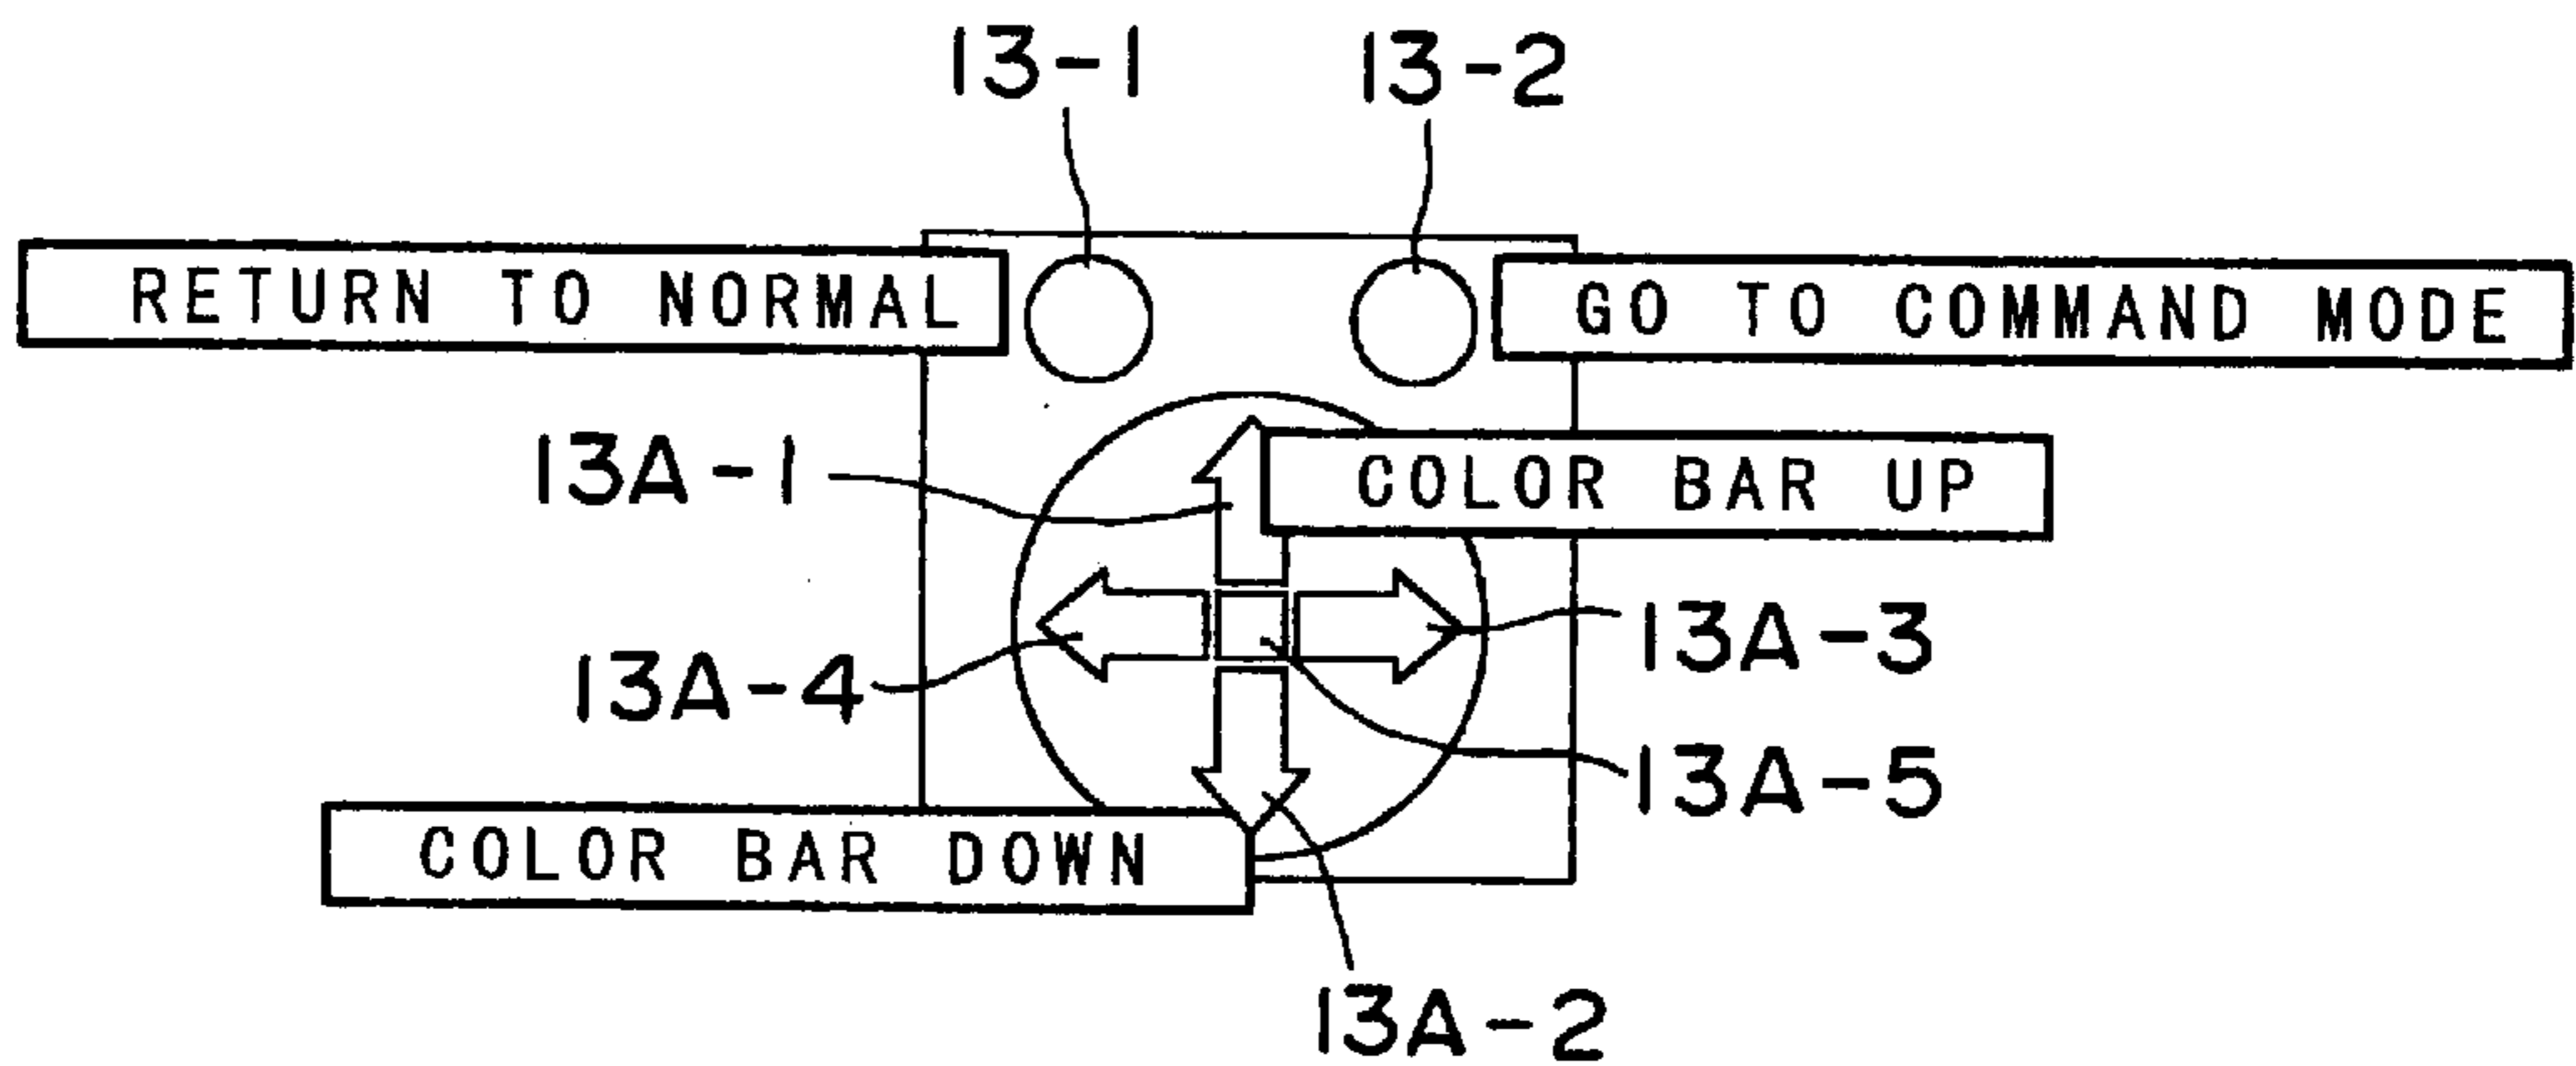 13-1
13-2
RETURN TO NORMAL
GO TO COMMAND MODE
13A-1
COLOR BAR UP
13A-3
13A-4
13A-5
COLOR BAR DOWN
13A-2